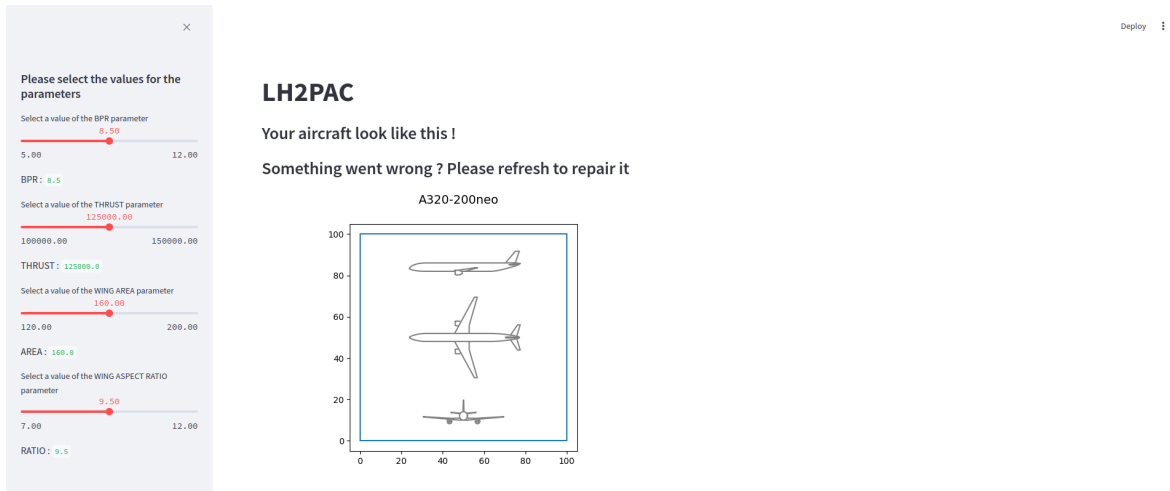 ×
Deploy
Please select the values for the
parameters
Select a value of the BPR parameter
8.50
5.00 12.00
BPR: 8.5
Select a value of the THRUST parameter
125000.00
100000.00 150000.00
THRUST: 125000.0
Select a value of the WING AREA parameter
160.00
120.00 200.00
AREA: 160.0
Select a value of the WING ASPECT RATIO
parameter
9.50
7.00 12.00
RATIO: 9.5
LH2PAC
Your aircraft look like this !
Something went wrong ? Please refresh to repair it
A320-200neo
100
80
60
40
20
0
0 20 40 60 80 100